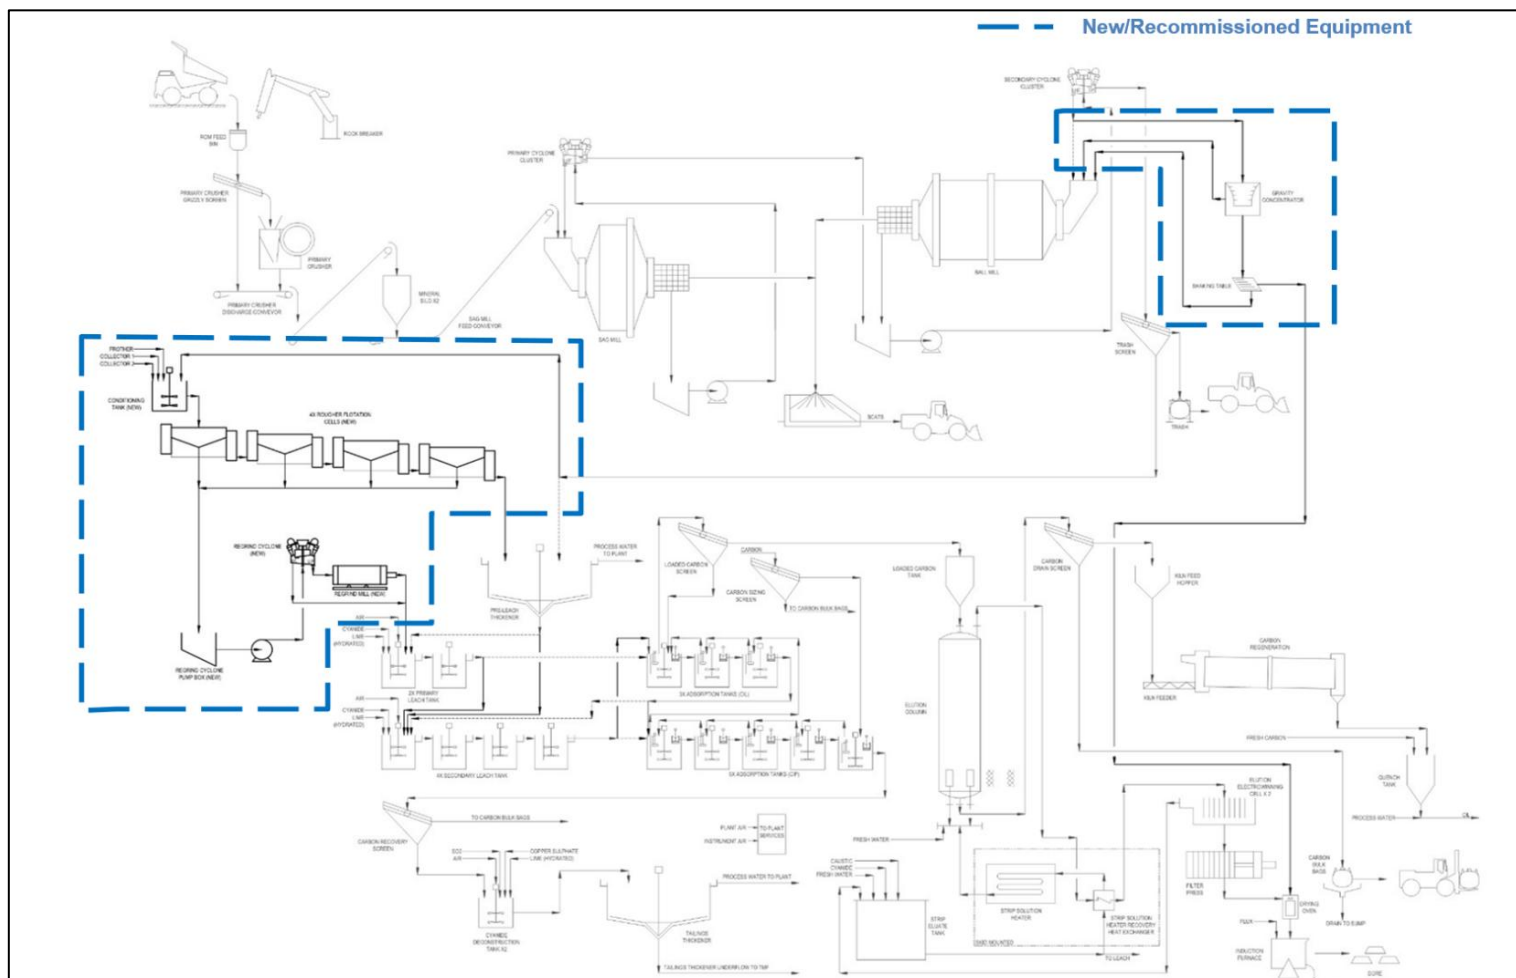 New/Recommissioned Equipment
SECONDARY CYCLONE
CLUSTER
ROCK BREAKER
ROM FEED
BIN
PRIMARY CYCLONE
CLUSTER
PRIMARY CRUSHER
GRIZZLY SCREEN
GRAVITY
CONCENTRATOR
PRIMARY
CRUSHER
BALL MILL
SHAKING TABLE
PRIMARY CRUSHER
DISCHARGE CONVEYOR
MINERAL
SILO X2
SAG MILL
FEED CONVEYOR
SAG MILL
TRASH
SCREEN
FROTHER
COLLECTOR 1
COLLECTOR 2
CONDITIONING
TANK (NEW)
4X ROUGHER FLOTATION
CELLS (NEW)
SCATS
TRASH
REGRIND CYCLONE
(NEW)
REGRIND MILL (NEW)
PROCESS WATER
TO PLANT
PRE-LEACH
THICKENER
LOADED CARBON
SCREEN
CARBON
CARBON SIZING
SCREEN
TO CARBON BULK BAGS
LOADED CARBON
TANK
CARBON
DRAIN SCREEN
KILN FEED
HOPPER
AIR
CYANIDE
LIME
(HYDRATED)
REGRIND CYCLONE
PUMP BOX (NEW)
2X PRIMARY
LEACH TANK
3X ADSORPTION TANKS (CIL)
CARBON
REGENERATION
KILN FEEDER
AIR
CYANIDE
LIME
(HYDRATED)
4X SECONDARY LEACH TANK
5X ADSORPTION TANKS (CIP)
ELUTION
COLUMN
FRESH CARBON
QUENCH
TANK
ELUTION
ELECTROWINNING
CELL X 2
PROCESS WATER
CIL
TO CARBON BULK BAGS
CARBON RECOVERY
SCREEN
PLANT AIR
INSTRUMENT AIR
TO PLANT
SERVICES
FRESH WATER
SO2
AIR
COPPER SULPHATE
LIME (HYDRATED)
CYANIDE
DECONSTRUCTION
TANK X2
PROCESS WATER TO PLANT
TAILINGS
THICKENER
TAILINGS THICKENER UNDERFLOW TO TMF
CAUSTIC
CYANIDE
FRESH WATER
STRIP
ELUATE
TANK
STRIP SOLUTION
HEATER
SKID MOUNTED
STRIP SOLUTION
HEATER RECOVERY
HEAT EXCHANGER
TO LEACH
FILTER
PRESS
CARBON
BULK
BAGS
DRYING
OVEN
DRAIN TO SUMP
FLUX
INDUCTION
FURNACE
DORE